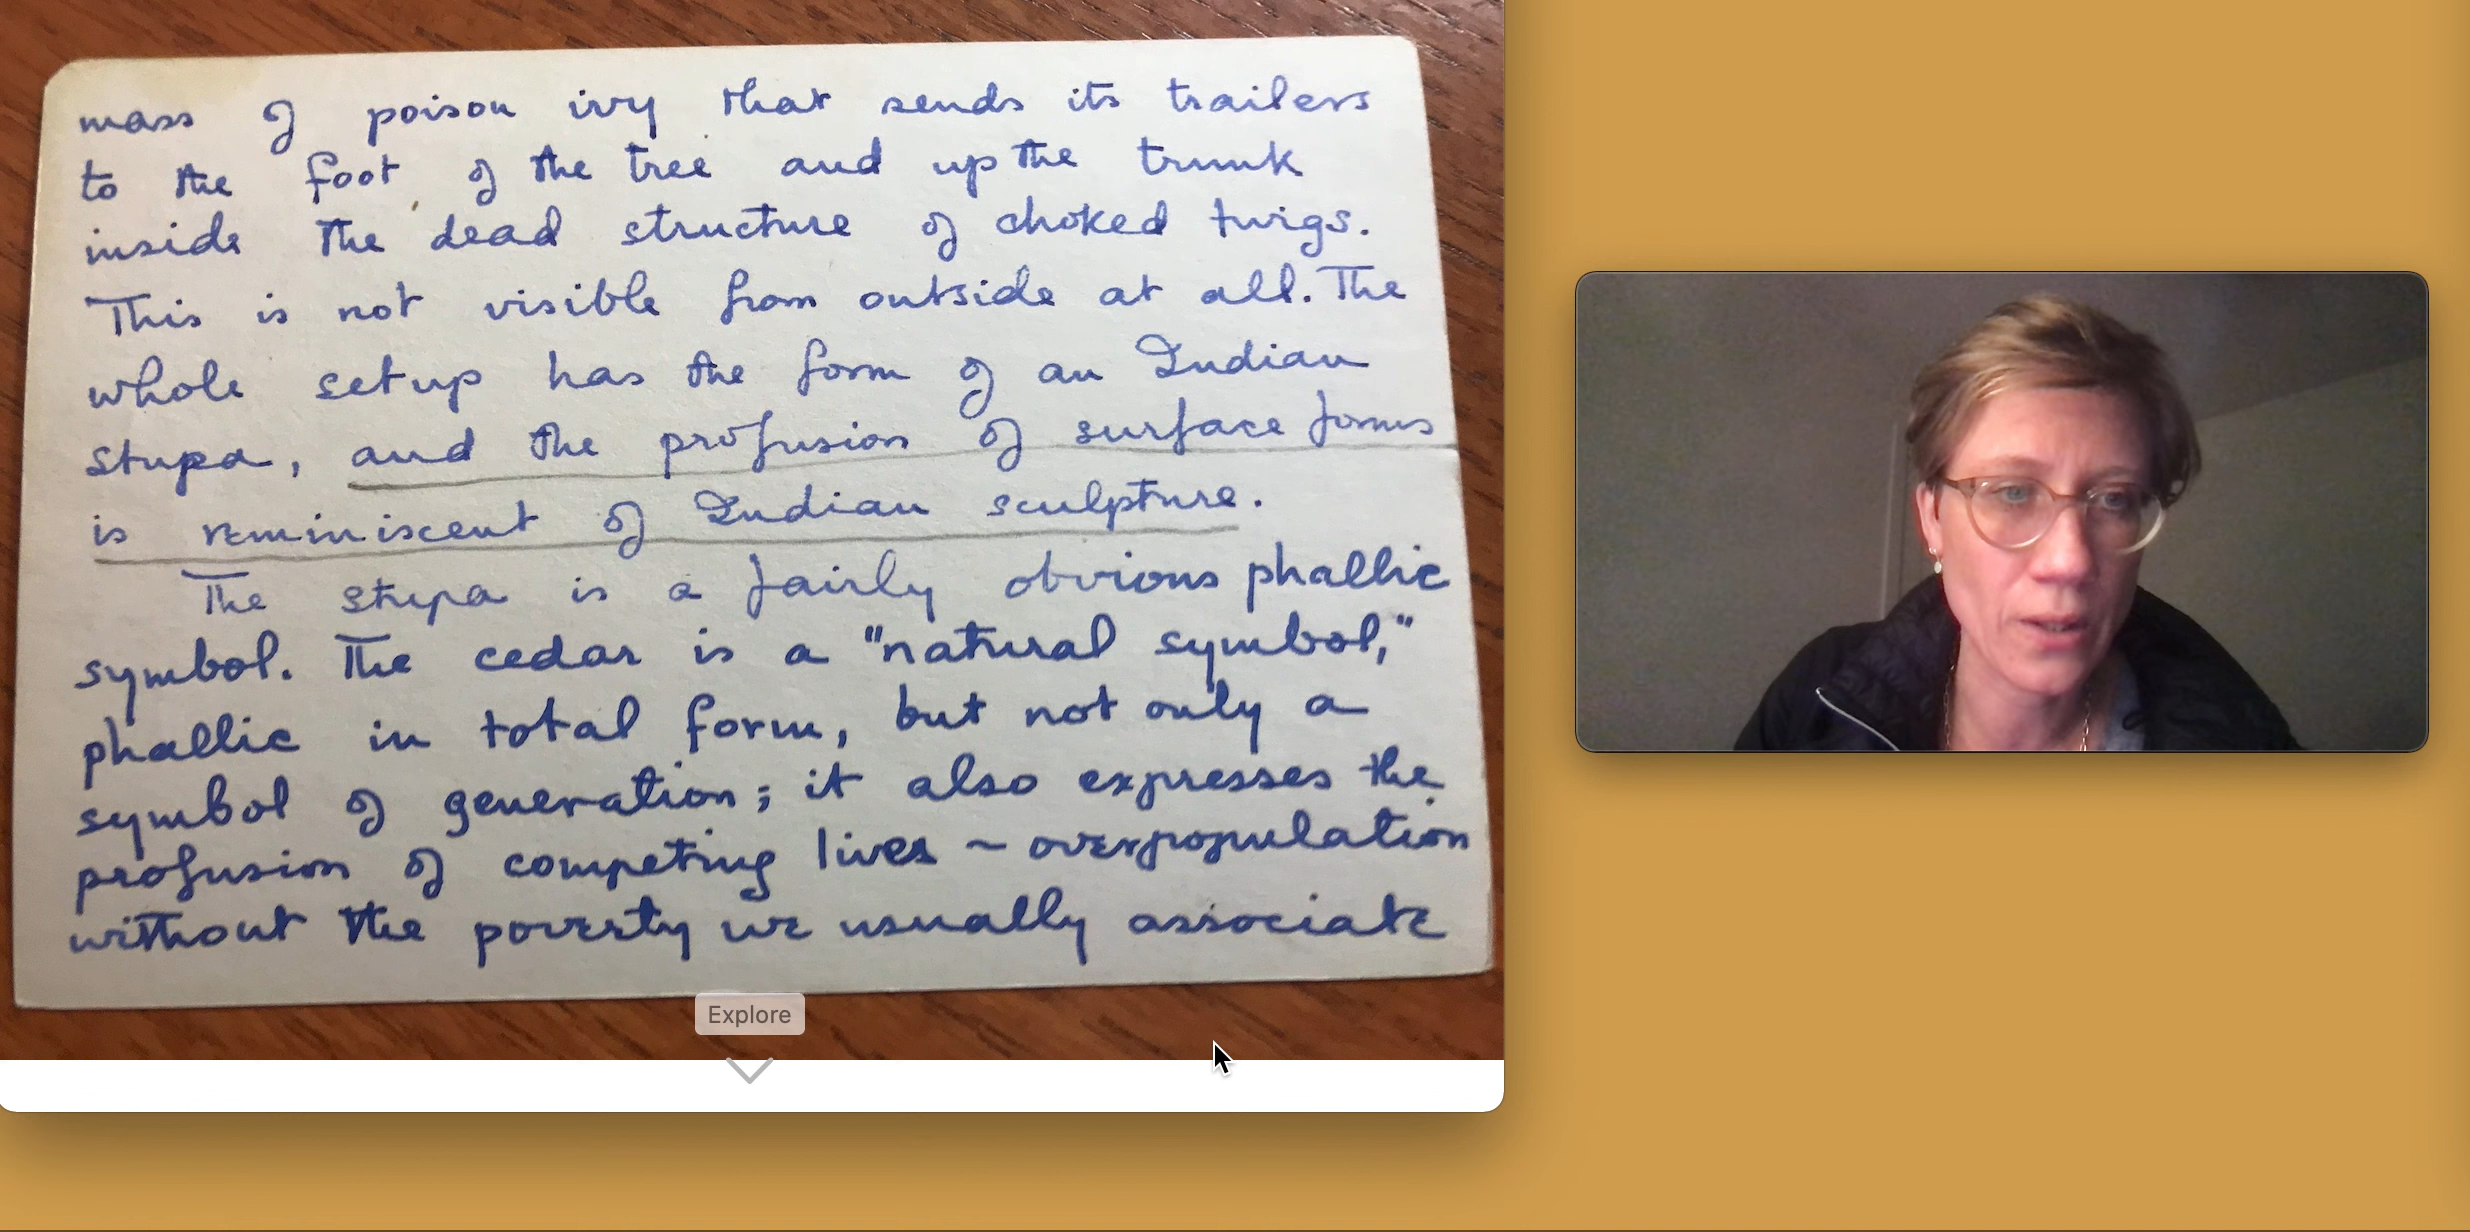 mass of poison ivy that sends its trailers
to the foot of the tree and up the trunk
inside the dead structure of choked twigs.
This is not visible from outside at all. The
whole setup has the form of an Indian
stupa, and the profusion of surface forms
is reminiscent of Indian sculpture.
The stupa is a fairly obvious phallic
symbol. The cedar is a "natural symbol,"
phallic in total form, but not only a
symbol of generation; it also expresses the
profusion of competing lives ~ overpopulation
without the poverty we usually associate
Explore